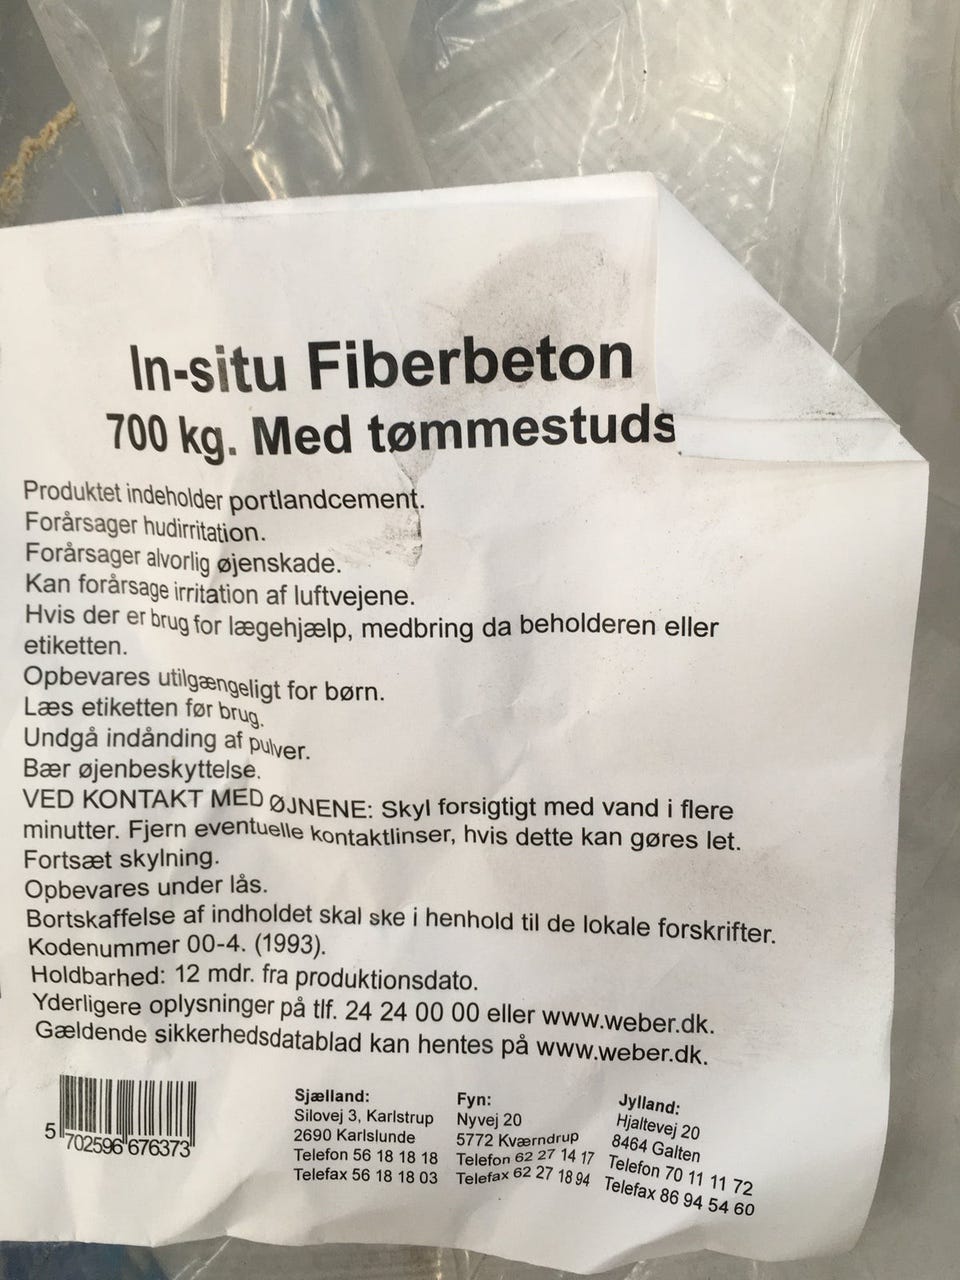 In-situ Fiberbeton
700 kg. Med tømmestuds
Produktet indeholder portlandcement.
Forårsager hudirritation.
Forårsager alvorlig øjenskade.
Kan forårsage irritation af luftvejene.
Hvis der er brug for lægehjælp, medbring da beholderen eller
etiketten.
Opbevares utilgængeligt for børn.
Læs etiketten før brug.
Undgå indånding af pulver.
Bær øjenbeskyttelse.
VED KONTAKT MED ØJNENE: Skyl forsigtigt med vand i flere
minutter. Fjern eventuelle kontaktlinser, hvis dette kan gøres let.
Fortsæt skylning.
Opbevares under lås.
Bortskaffelse af indholdet skal ske i henhold til de lokale forskrifter.
Kodenummer 00-4. (1993).
Holdbarhed: 12 mdr. fra produktionsdato.
Yderligere oplysninger på tlf. 24 24 00 00 eller www.weber.dk.
Gældende sikkerhedsdatablad kan hentes på www.weber.dk.
5 702596 676373
Sjælland:
Silovej 3, Karlstrup
2690 Karlslunde
Telefon 56 18 18 18
Telefax 56 18 18 03
Fyn:
Nyvej 20
5772 Kværndrup
Telefon 62 27 14 17
Telefax 62 27 18 94
Jylland:
Hjaltevej 20
8464 Galten
Telefon 70 11 11 72
Telefax 86 94 54 60